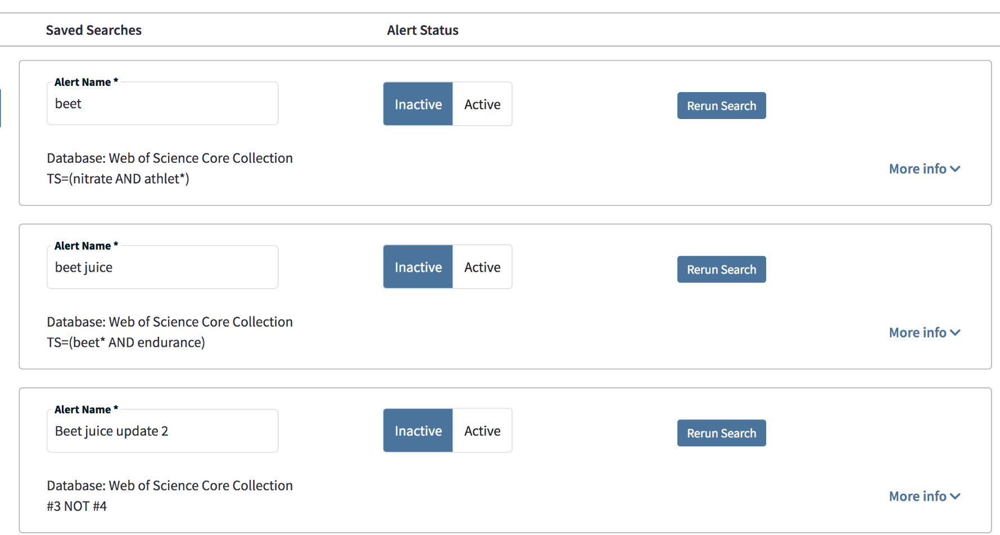 Saved Searches Alert Status
Alert Name *
beet
Inactive Active
Rerun Search
Database: Web of Science Core Collection
TS=(nitrate AND athlet*)
More info
Alert Name *
beet juice
Inactive Active
Rerun Search
Database: Web of Science Core Collection
TS=(beet* AND endurance)
More info
Alert Name *
Beet juice update 2
Inactive Active
Rerun Search
Database: Web of Science Core Collection
#3 NOT #4
More info